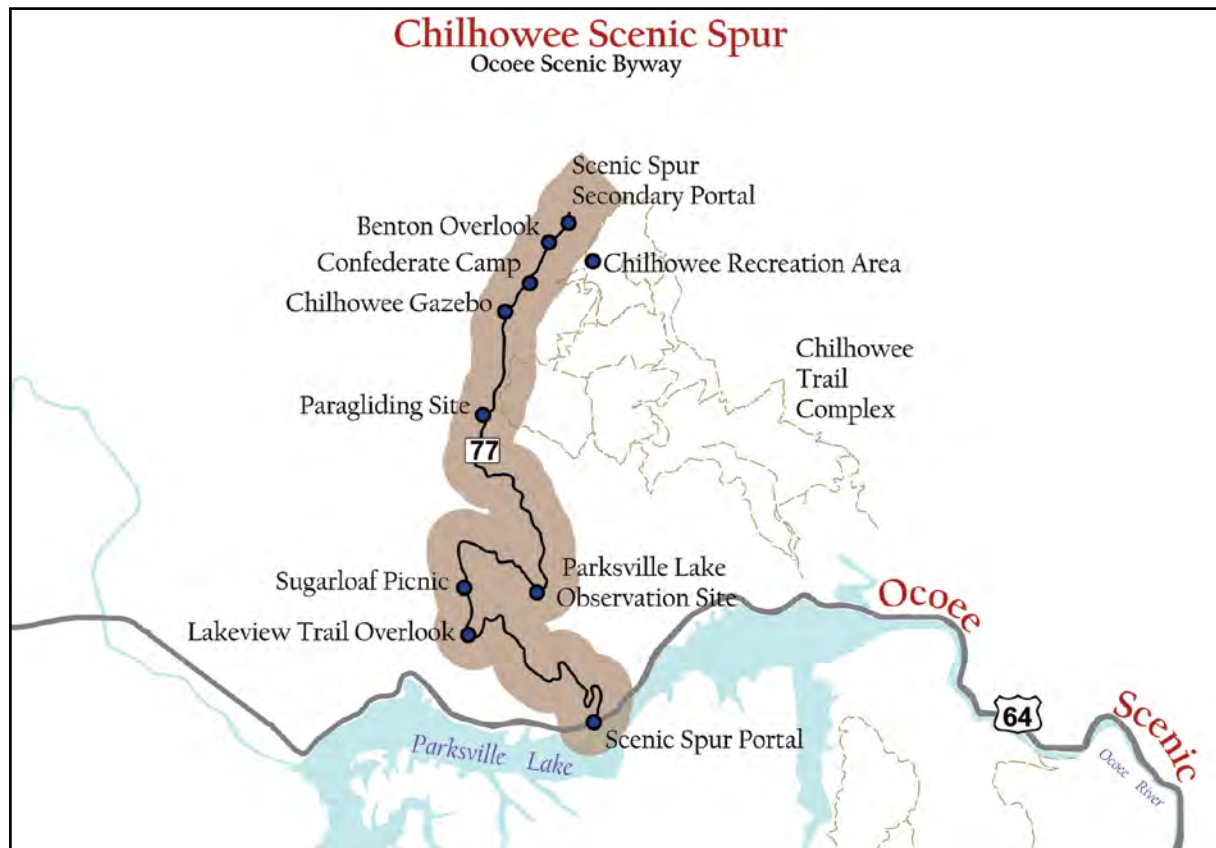 Chilhowee Scenic Spur
Ocoee Scenic Byway
Scenic Spur
Secondary Portal
Benton Overlook
Confederate Camp
Chilhowee Recreation Area
Chilhowee Gazebo
Chilhowee
Trail
Complex
Paragliding Site
77
Sugarloaf Picnic
Parksville Lake
Observation Site
Ocoee
Lakeview Trail Overlook
64
Scenic
Scenic Spur Portal
Parksville Lake
Ocoee River